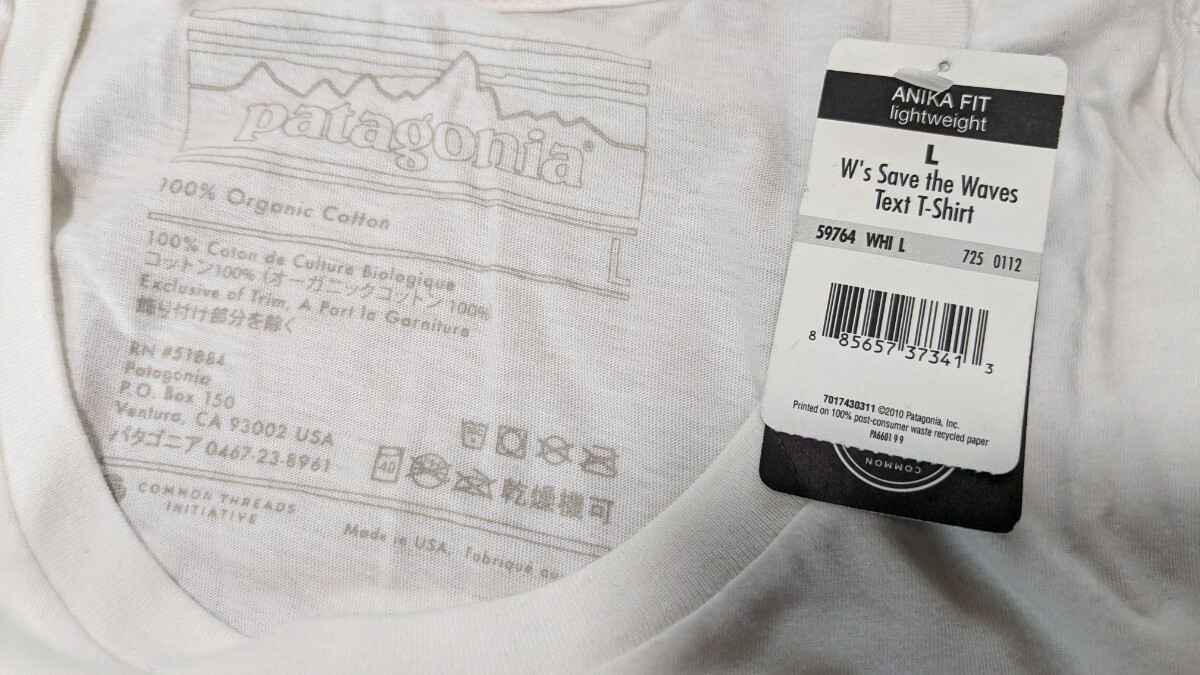 patagonia®
100% Organic Cotton
L
100% Coton de Culture Biologique
コットン100% (オーガニックコットン 100%)
Exclusive of Trim, A Part la Garniture
飾り付け部分を除く
RN #51884
Patagonia
P.O. Box 150
Ventura, CA 93002 USA
パタゴニア 0467-23-8961
40
乾燥機可
COMMON THREADS
INITIATIVE
Made in USA, Fabriqué
ANIKA FIT
lightweight
L
W's Save the Waves
Text T-Shirt
59764 WHI L 725 0112
8 85657 37341 3
7017430311 ©2010 Patagonia, Inc.
Printed on 100% post-consumer waste recycled paper
PA6601 9 9
COMMON